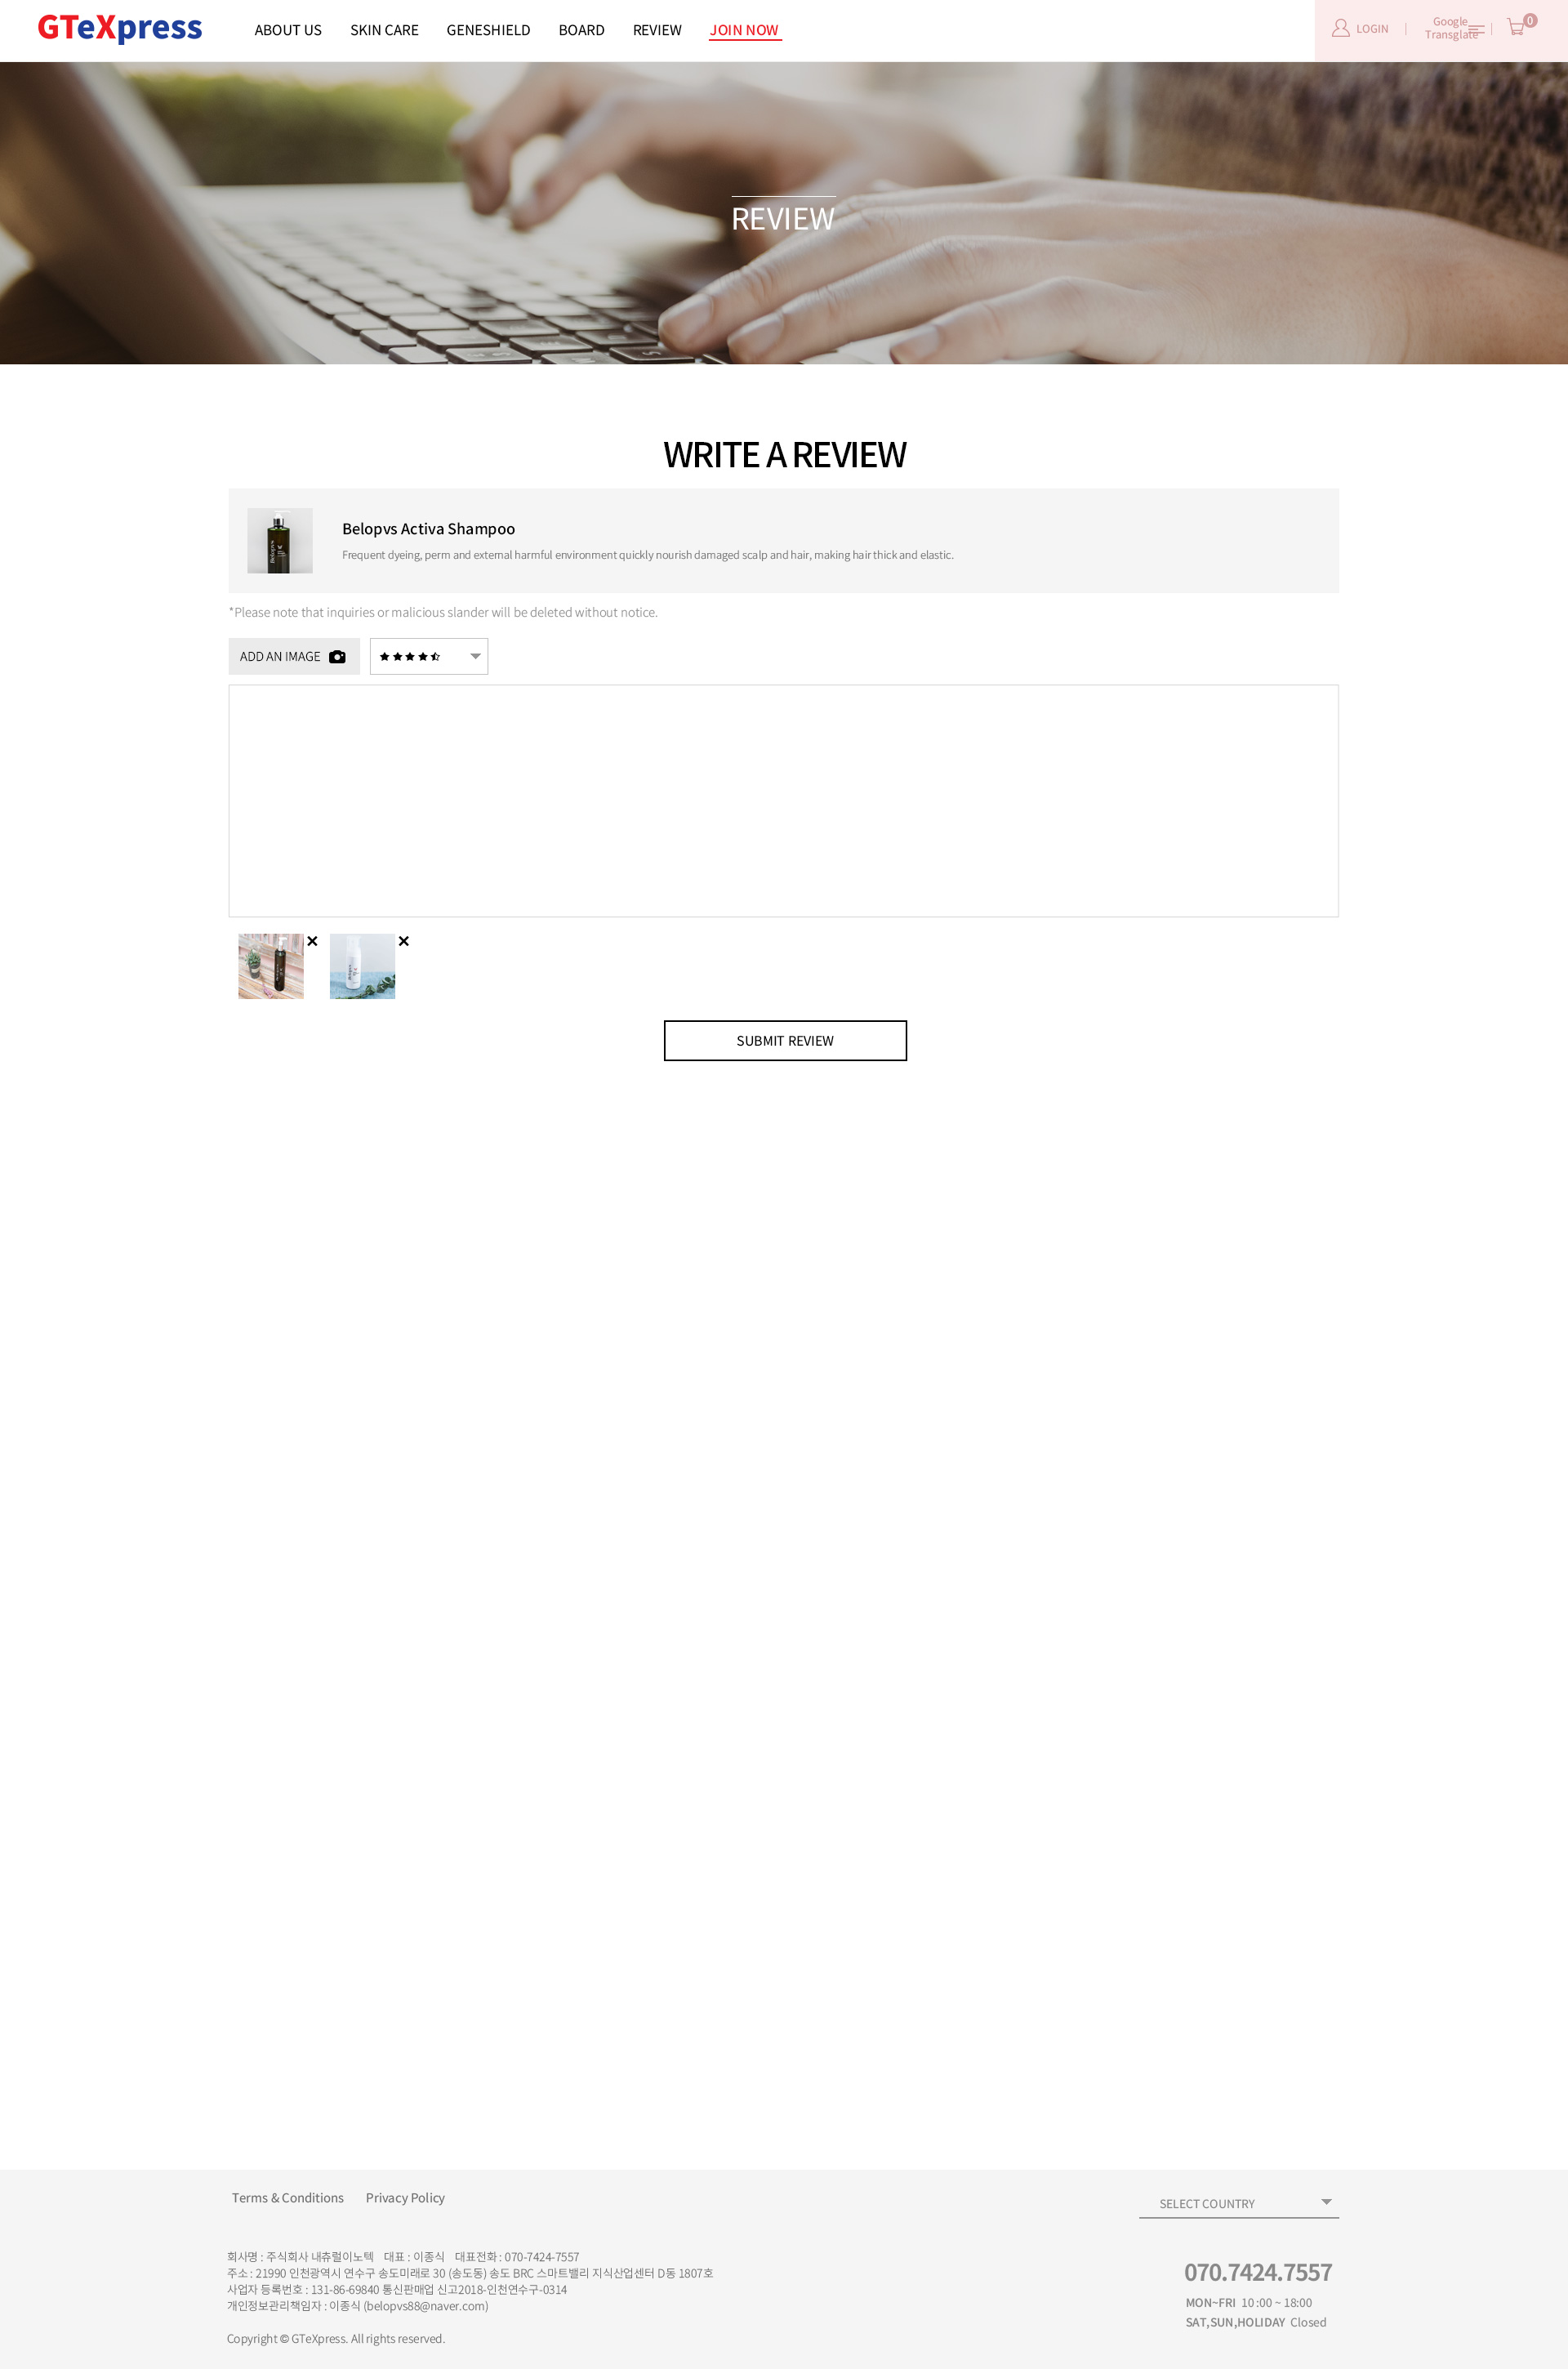 GTeXpress
ABOUT US SKIN CARE GENESHIELD BOARD REVIEW JOIN NOW
LOGIN
Google
Transglate
0
REVIEW
WRITE A REVIEW
Belopvs Activa Shampoo
Frequent dyeing, perm and external harmful environment quickly nourish damaged scalp and hair, making hair thick and elastic.
*Please note that inquiries or malicious slander will be deleted without notice.
ADD AN IMAGE
SUBMIT REVIEW
Terms & Conditions Privacy Policy
SELECT COUNTRY
회사명 : 주식회사 내츄럴이노텍 대표 : 이종식 대표전화 : 070-7424-7557
주소 : 21990 인천광역시 연수구 송도미래로 30 (송도동) 송도 BRC 스마트밸리 지식산업센터 D동 1807호
사업자 등록번호 : 131-86-69840 통신판매업 신고2018-인천연수구-0314
개인정보관리책임자 : 이종식 (belopvs88@naver.com)
Copyright © GTeXpress. All rights reserved.
070.7424.7557
MON~FRI 10 :00 ~ 18:00
SAT,SUN,HOLIDAY Closed